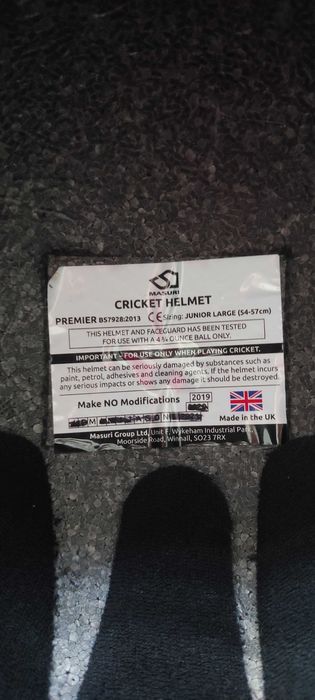 MASURI
CRICKET HELMET
PREMIER BS7928:2013 CE Sizing: JUNIOR LARGE (54-57cm)
THIS HELMET AND FACEGUARD HAS BEEN TESTED
FOR USE WITH A 4 ¾ OUNCE BALL ONLY.
IMPORTANT - FOR USE ONLY WHEN PLAYING CRICKET.
This helmet can be seriously damaged by substances such as
paint, petrol, adhesives and cleaning agents. If the helmet incurs
any serious impacts or shows any damage it should be destroyed.
Make NO Modifications 2019
Made in the UK
Masuri Group Ltd, Unit F, Wykeham Industrial Park,
Moorside Road, Winnall, SO23 7RX